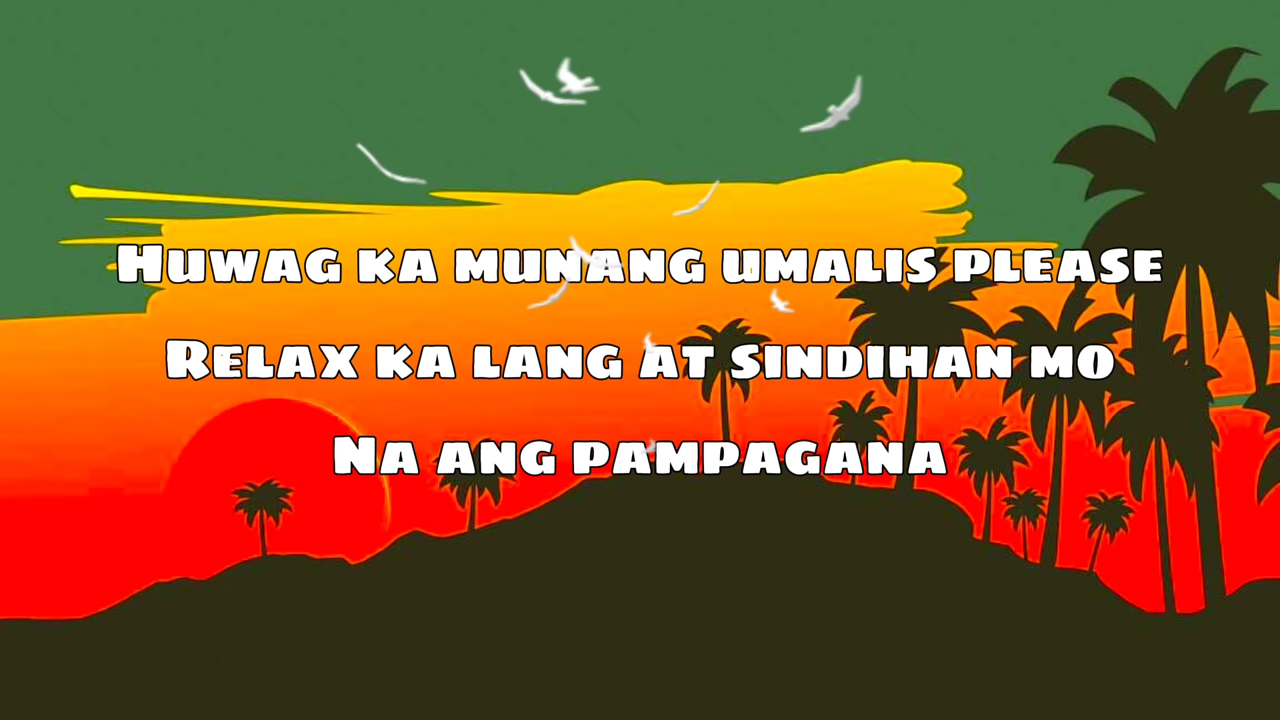 Huwag ka munang umalis please
Relax ka lang at sindihan mo
Na ang pampagana